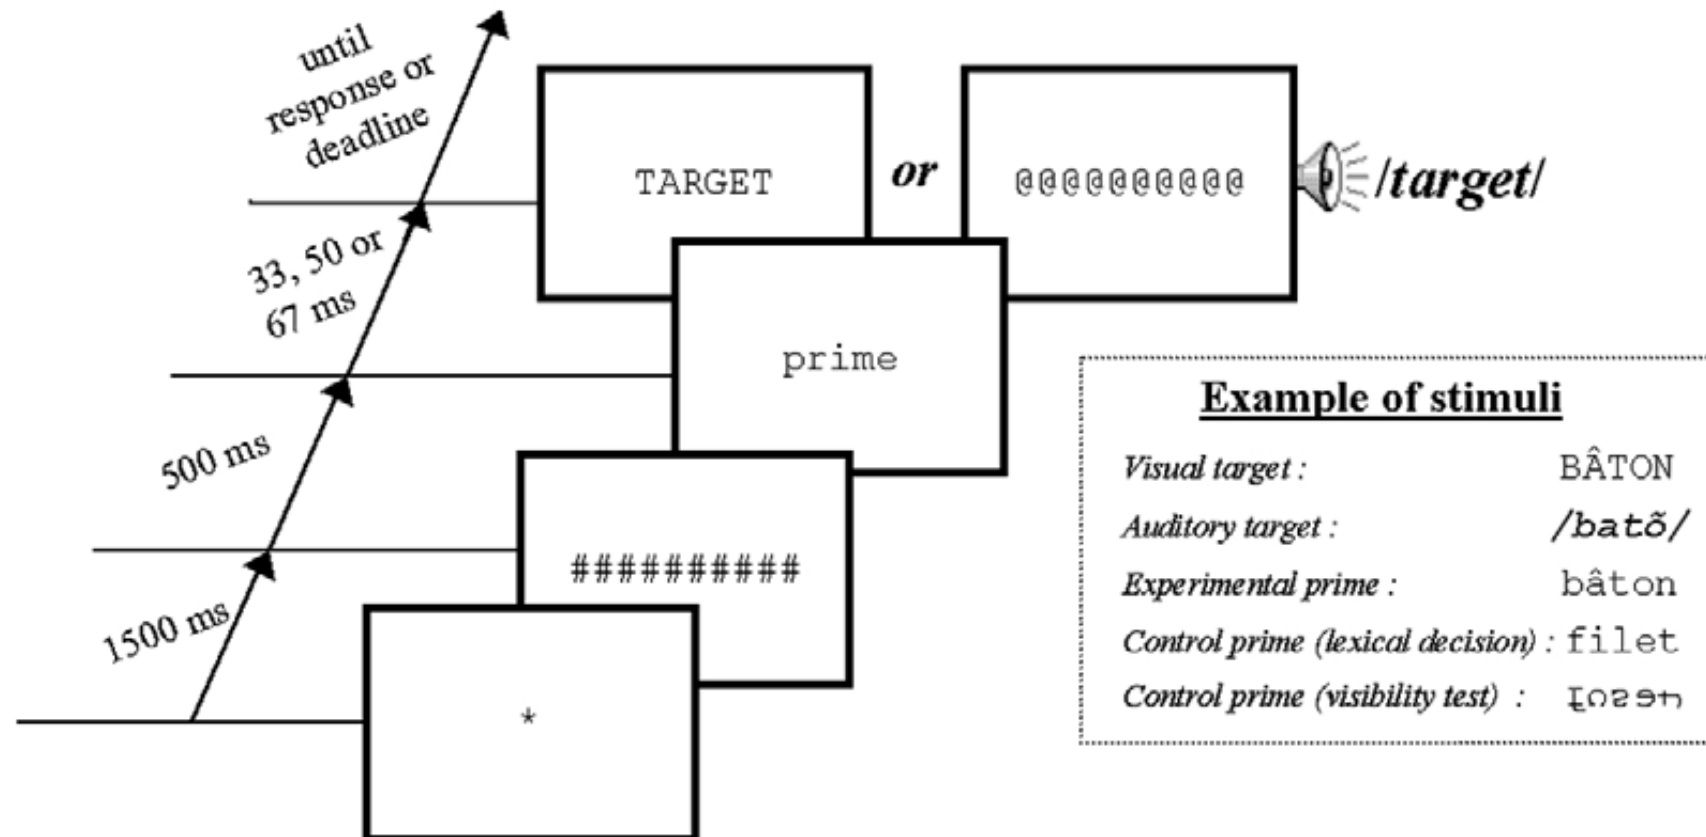 until
response or
deadline
TARGET
or
@@@@@@@@@@
/target/
33, 50 or
67 ms
prime
500 ms
##########
1500 ms
*
Example of stimuli
Visual target : BÂTON
Auditory target : /batõ/
Experimental prime : bâton
Control prime (lexical decision) : filet
Control prime (visibility test) :